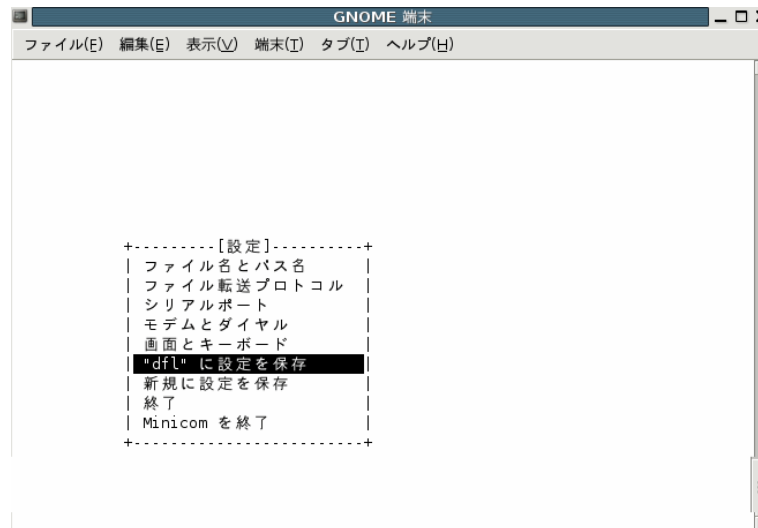 GNOME 端末
ファイル(F) 編集(E) 表示(V) 端末(T) タブ(T) ヘルプ(H)
+---------[設定]----------+
| ファイル名とパス名 |
| ファイル転送プロトコル |
| シリアルポート |
| モデムとダイヤル |
| 画面とキーボード |
| "dfl" に設定を保存 |
| 新規に設定を保存 |
| 終了 |
| Minicom を終了 |
+-------------------------+